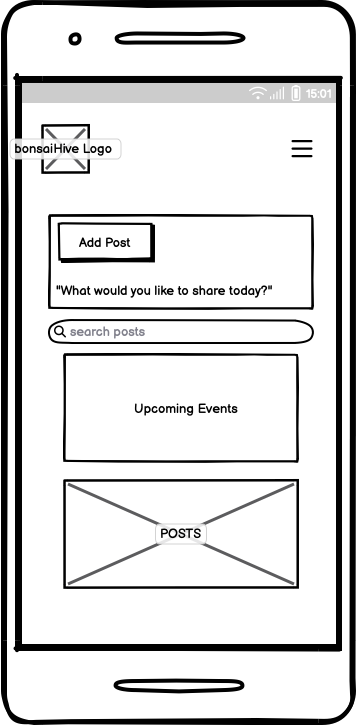 15:01
bonsaiHive Logo
Add Post
"What would you like to share today?"
search posts
Upcoming Events
POSTS